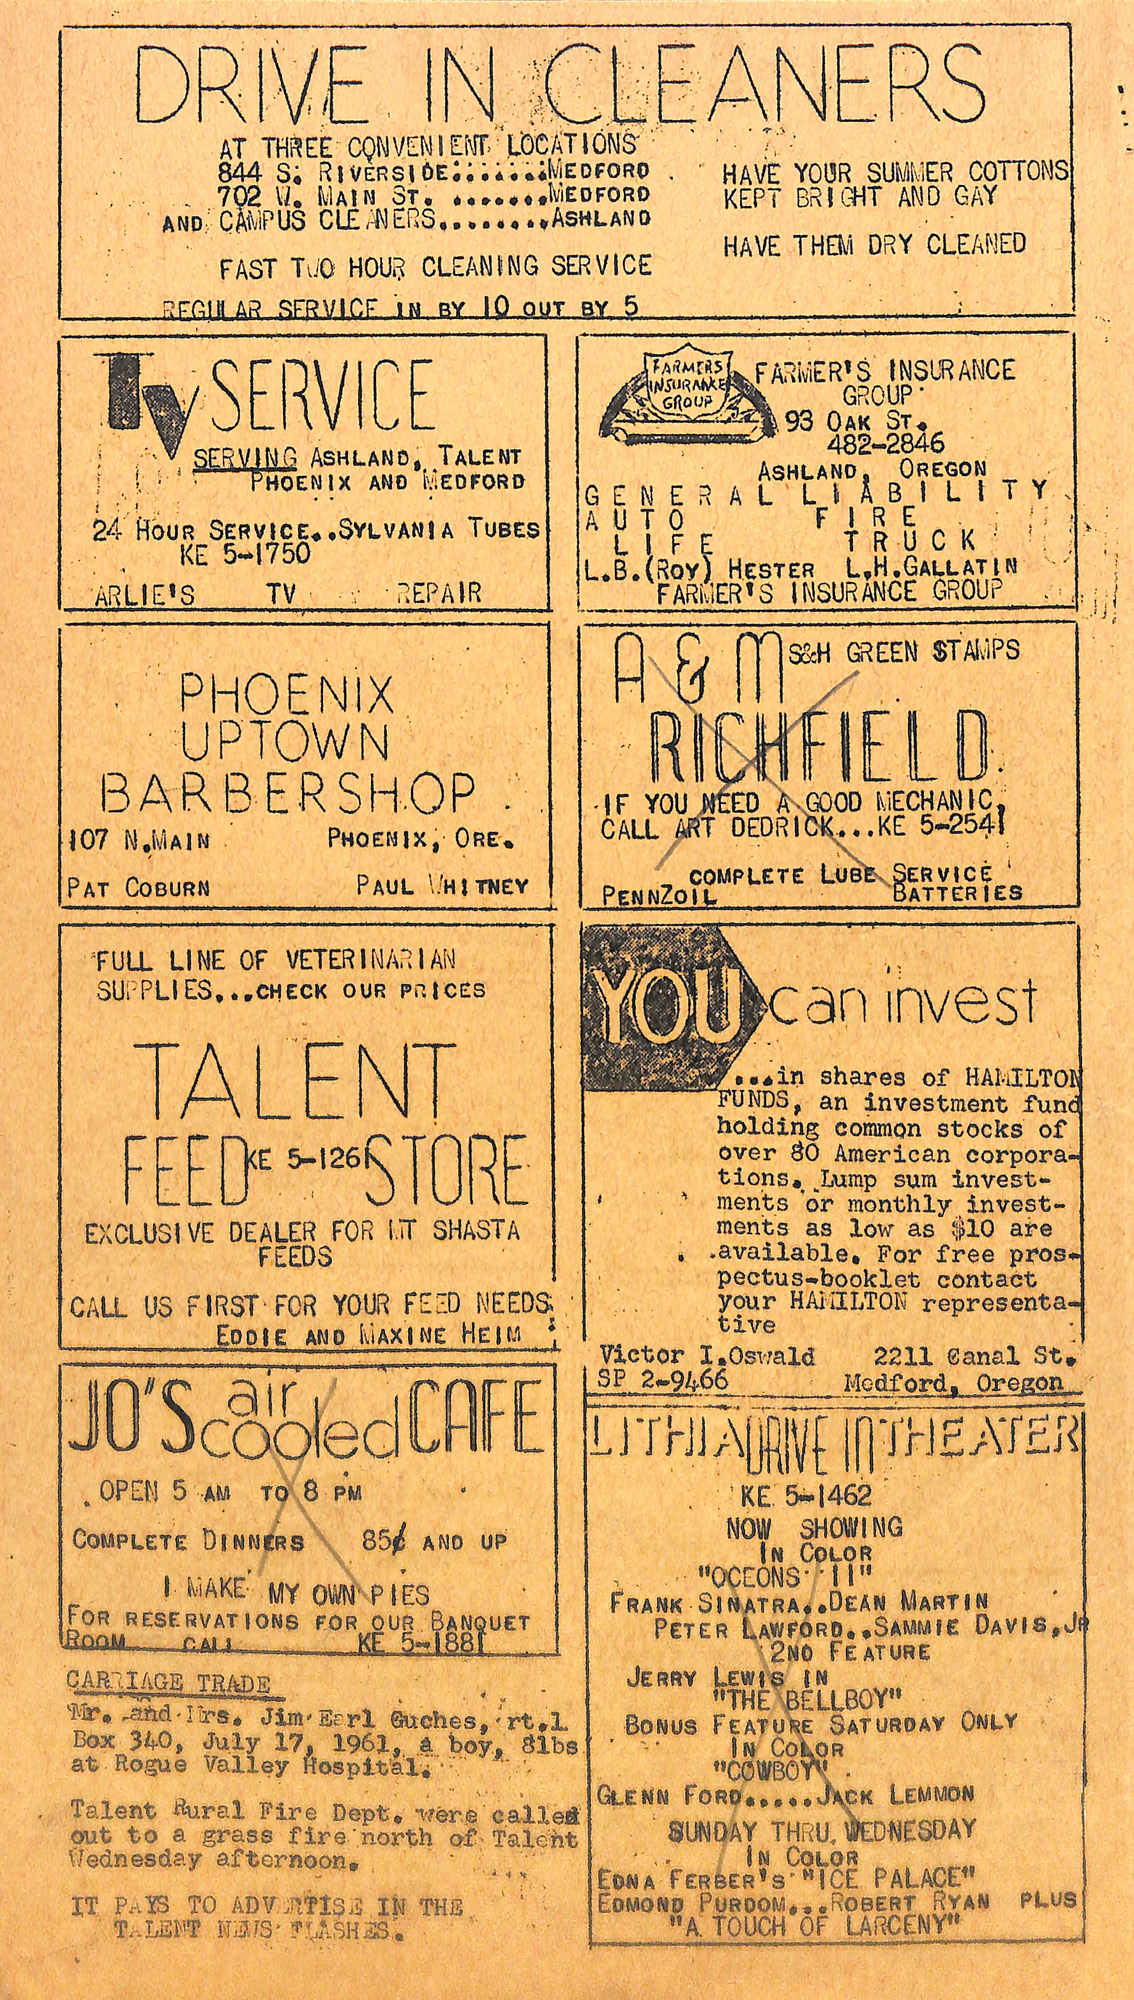 DRIVE IN CLEANERS
AT THREE CONVENIENT LOCATIONS
844 S. RIVERSIDE.......MEDFORD
702 W. MAIN ST. .......MEDFORD
AND CAMPUS CLEANERS........ASHLAND
FAST TWO HOUR CLEANING SERVICE
REGULAR SERVICE IN BY 10 OUT BY 5
HAVE YOUR SUMMER COTTONS
KEPT BRIGHT AND GAY
HAVE THEM DRY CLEANED
TV SERVICE
SERVING ASHLAND, TALENT
PHOENIX AND MEDFORD
24 HOUR SERVICE..SYLVANIA TUBES
KE 5-1750
ARLIE'S TV REPAIR
FARMERS
INSURANCE
GROUP
FARMER'S INSURANCE
GROUP
93 OAK ST.
482-2846
ASHLAND, OREGON
GENERAL LIABILITY
AUTO FIRE
LIFE TRUCK
L.B.(ROY) HESTER L.H.GALLATIN
FARMER'S INSURANCE GROUP
PHOENIX
UPTOWN
BARBERSHOP
107 N.MAIN PHOENIX, ORE.
PAT COBURN PAUL WHITNEY
A & M S&H GREEN STAMPS
RICHFIELD
IF YOU NEED A GOOD MECHANIC,
CALL ART DEDRICK...KE 5-2541
COMPLETE LUBE SERVICE
PENNZOIL BATTERIES
FULL LINE OF VETERINARIAN
SUPPLIES...CHECK OUR PRICES
TALENT
FEED KE 5-1261 STORE
EXCLUSIVE DEALER FOR MT SHASTA
FEEDS
CALL US FIRST FOR YOUR FEED NEEDS
EDDIE AND MAXINE HEIM
YOU can invest
...in shares of HAMILTON
FUNDS, an investment fund
holding common stocks of
over 80 American corpora-
tions. Lump sum invest-
ments or monthly invest-
ments as low as $10 are
available. For free pros-
pectus-booklet contact
your HAMILTON representa-
tive
Victor I.Oswald 2211 Canal St.
SP 2-9466 Medford, Oregon
JO'S air cooled CAFE
OPEN 5 AM TO 8 PM
COMPLETE DINNERS 85¢ AND UP
I MAKE MY OWN PIES
FOR RESERVATIONS FOR OUR BANQUET
ROOM CALL KE 5-1881
CARRIAGE TRADE
Mr. and Mrs. Jim Earl Guches, rt.1
Box 340, July 17, 1961, a boy, 8lbs
at Rogue Valley Hospital.
Talent Rural Fire Dept. were called
out to a grass fire north of Talent
Wednesday afternoon.
IT PAYS TO ADVERTISE IN THE
TALENT NEWS FLASHES.
LITHIA DRIVE IN THEATER
KE 5-1462
NOW SHOWING
IN COLOR
"OCEONS 11"
FRANK SINATRA..DEAN MARTIN
PETER LAWFORD..SAMMIE DAVIS,JR
2ND FEATURE
JERRY LEWIS IN
"THE BELLBOY"
BONUS FEATURE SATURDAY ONLY
IN COLOR
"COWBOY"
GLENN FORD.....JACK LEMMON
SUNDAY THRU WEDNESDAY
IN COLOR
EDNA FERBER'S "ICE PALACE"
EDMOND PURDOM...ROBERT RYAN PLUS
"A TOUCH OF LARCENY"